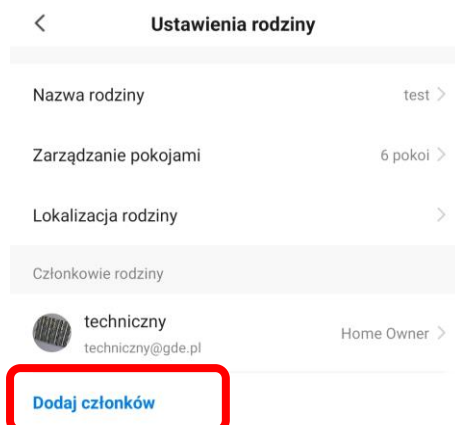 Ustawienia rodziny
Nazwa rodziny test
Zarządzanie pokojami 6 pokoi
Lokalizacja rodziny
Członkowie rodziny
techniczny
techniczny@gde.pl
Home Owner
Dodaj członków